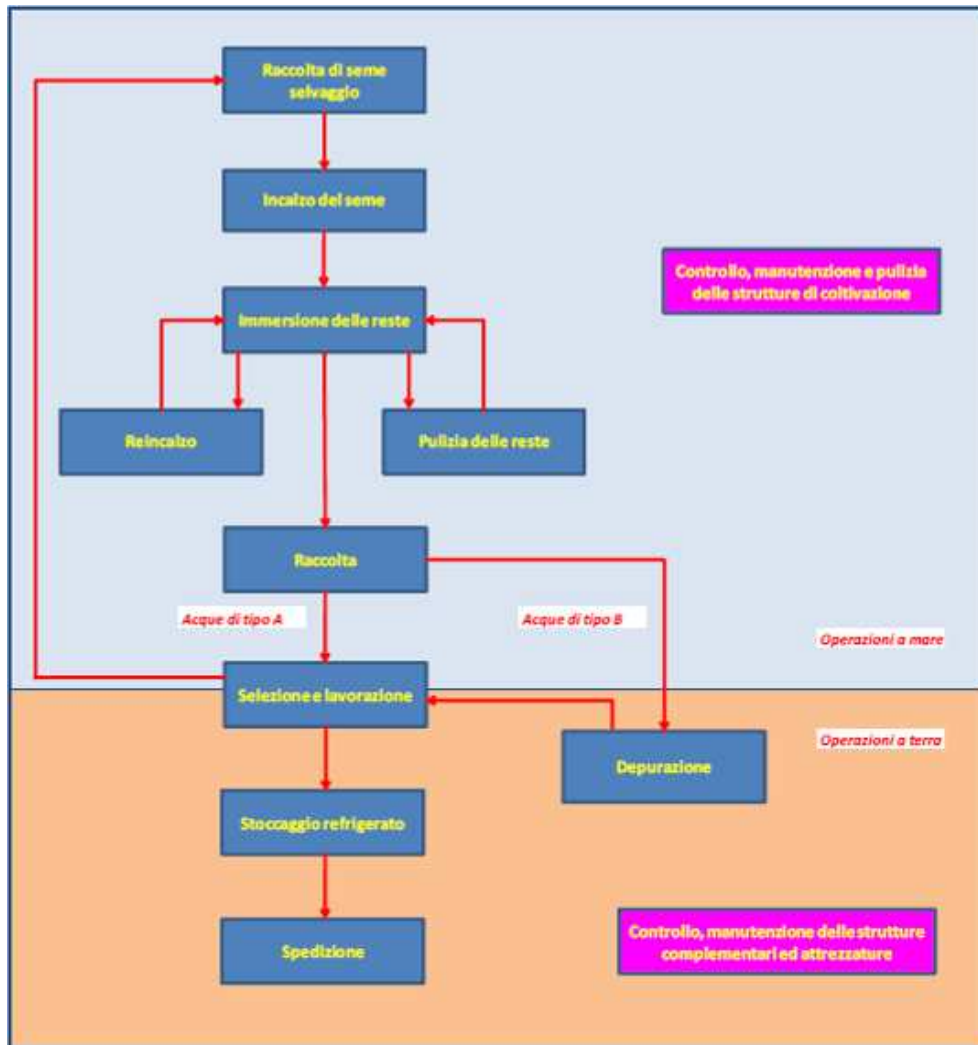 Raccolta di seme
selvaggio
Incalzo del seme
Controllo, manutenzione e pulizia
delle strutture di coltivazione
Immersione delle reste
Reincalzo
Pulizia delle reste
Raccolta
Acque di tipo A
Acque di tipo B
Operazioni a mare
Selezione e lavorazione
Operazioni a terra
Depurazione
Stoccaggio refrigerato
Spedizione
Controllo, manutenzione delle strutture
complementari ed attrezzature